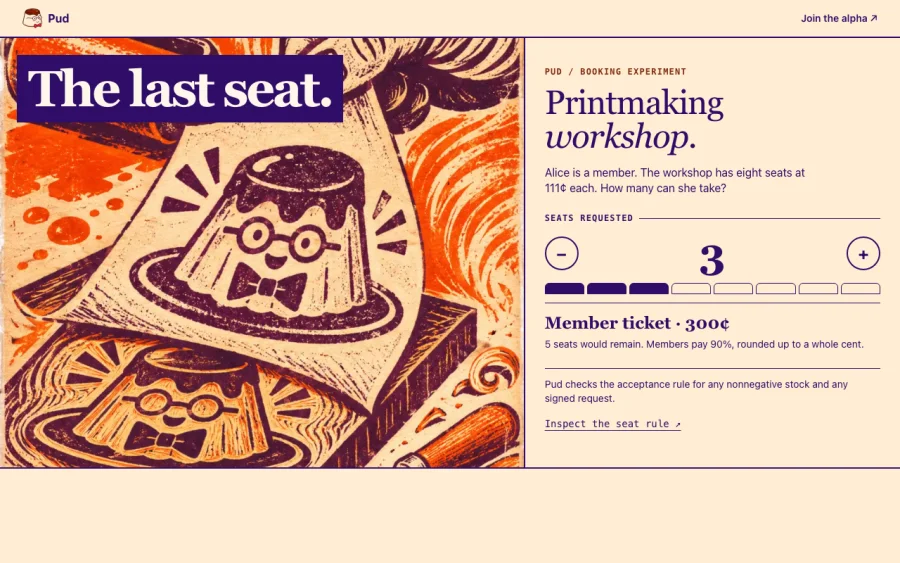 Pud
Join the alpha ↗
The last seat.
PUD / BOOKING EXPERIMENT
Printmaking
workshop.
Alice is a member. The workshop has eight seats at
111¢ each. How many can she take?
SEATS REQUESTED
− 3 +
Member ticket · 300¢
5 seats would remain. Members pay 90%, rounded up to a whole cent.
Pud checks the acceptance rule for any nonnegative stock and any
signed request.
Inspect the seat rule ↗